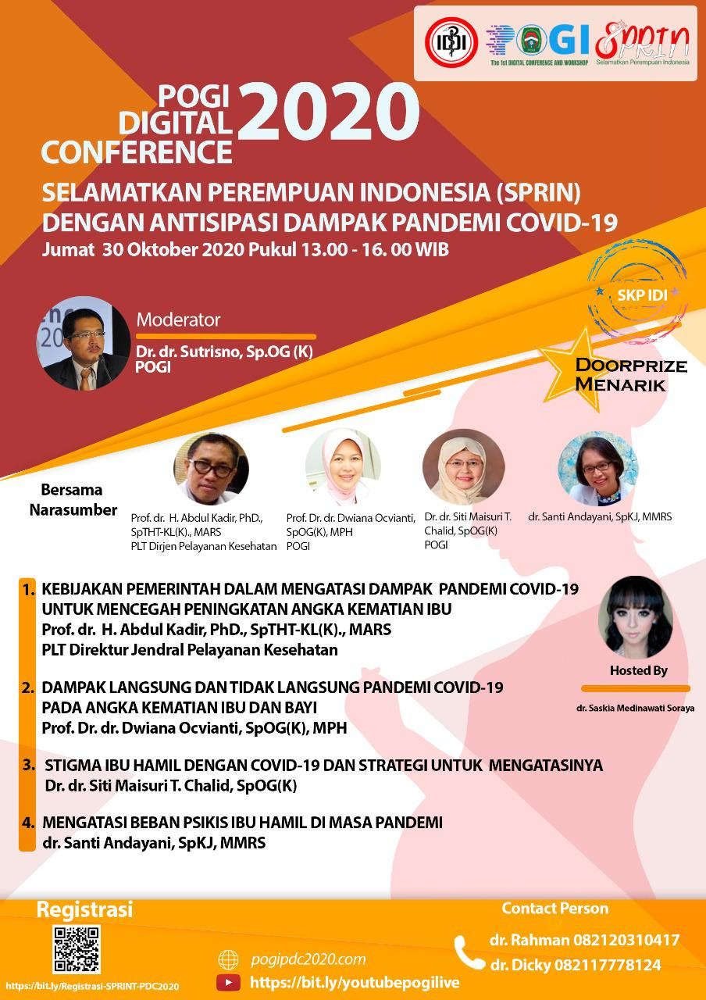 IDI
POGI
The 1st DIGITAL CONFERENCE AND WORKSHOP
SPRIN
Selamatkan Perempuan Indonesia
POGI
DIGITAL
CONFERENCE
2020
SELAMATKAN PEREMPUAN INDONESIA (SPRIN)
DENGAN ANTISIPASI DAMPAK PANDEMI COVID-19
Jumat 30 Oktober 2020 Pukul 13.00 - 16. 00 WIB
SKP IDI
Moderator
Dr. dr. Sutrisno, Sp.OG (K)
POGI
DOORPRIZE
MENARIK
Bersama
Narasumber
Prof. dr. H. Abdul Kadir, PhD.,
SpTHT-KL(K)., MARS
PLT Dirjen Pelayanan Kesehatan
Prof. Dr. dr. Dwiana Ocvianti,
SpOG(K), MPH
POGI
Dr. dr. Siti Maisuri T.
Chalid, SpOG(K)
POGI
dr. Santi Andayani, SpKJ, MMRS
1. KEBIJAKAN PEMERINTAH DALAM MENGATASI DAMPAK PANDEMI COVID-19
UNTUK MENCEGAH PENINGKATAN ANGKA KEMATIAN IBU
Prof. dr. H. Abdul Kadir, PhD., SpTHT-KL(K)., MARS
PLT Direktur Jendral Pelayanan Kesehatan
Hosted By
dr. Saskia Medinawati Soraya
2. DAMPAK LANGSUNG DAN TIDAK LANGSUNG PANDEMI COVID-19
PADA ANGKA KEMATIAN IBU DAN BAYI
Prof. Dr. dr. Dwiana Ocvianti, SpOG(K), MPH
3. STIGMA IBU HAMIL DENGAN COVID-19 DAN STRATEGI UNTUK MENGATASINYA
Dr. dr. Siti Maisuri T. Chalid, SpOG(K)
4. MENGATASI BEBAN PSIKIS IBU HAMIL DI MASA PANDEMI
dr. Santi Andayani, SpKJ, MMRS
Registrasi
https://bit.ly/Registrasi-SPRINT-PDC2020
pogipdc2020.com
https://bit.ly/youtubepogilive
Contact Person
dr. Rahman 082120310417
dr. Dicky 082117778124